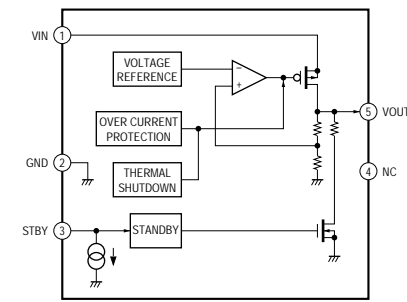 VIN 1
VOLTAGE
REFERENCE
−
+
5 VOUT
OVER CURRENT
PROTECTION
GND 2
4 NC
THERMAL
SHUTDOWN
STBY 3
STANDBY